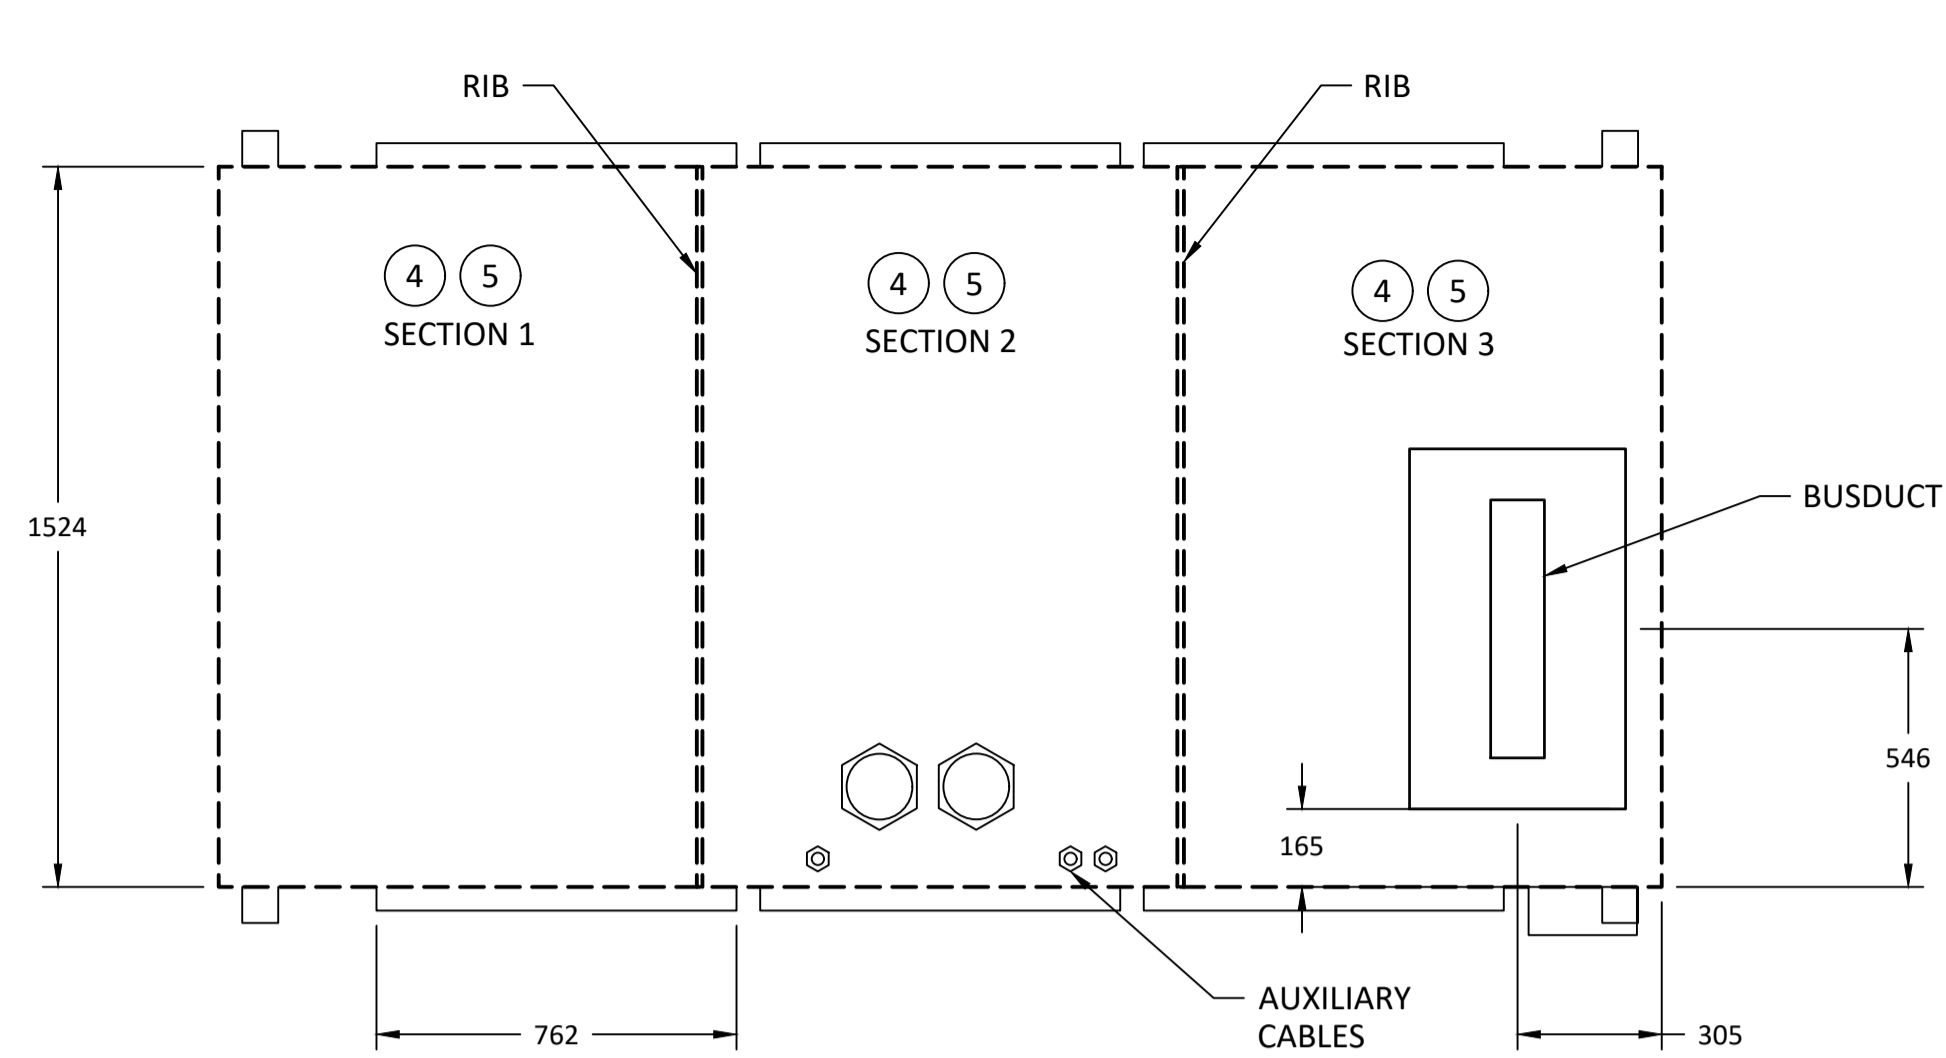 RIB
RIB
4 5
SECTION 1
4 5
SECTION 2
4 5
SECTION 3
BUSDUCT
1524
546
165
AUXILIARY
CABLES
762
305